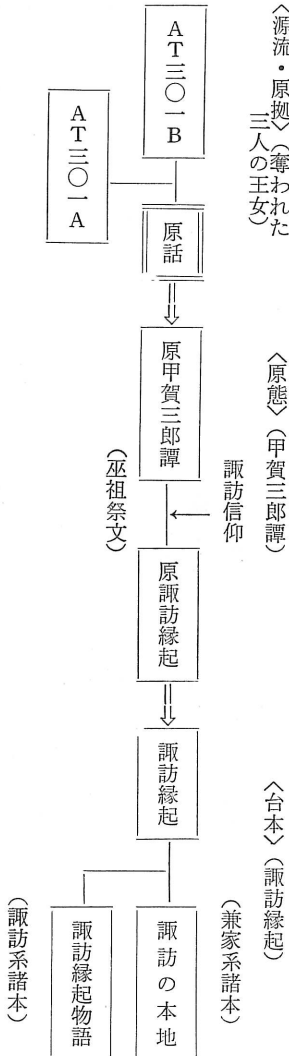 〈源流・原拠〉（奪われた
三人の王女）
AT三〇一B
AT三〇一A
原話
〈原態〉（甲賀三郎譚）
原甲賀三郎譚
諏訪信仰
（巫祖祭文）
原諏訪縁起
〈台本〉（諏訪縁起）
諏訪縁起
（兼家系諸本）
諏訪の本地
諏訪縁起物語
（諏訪系諸本）